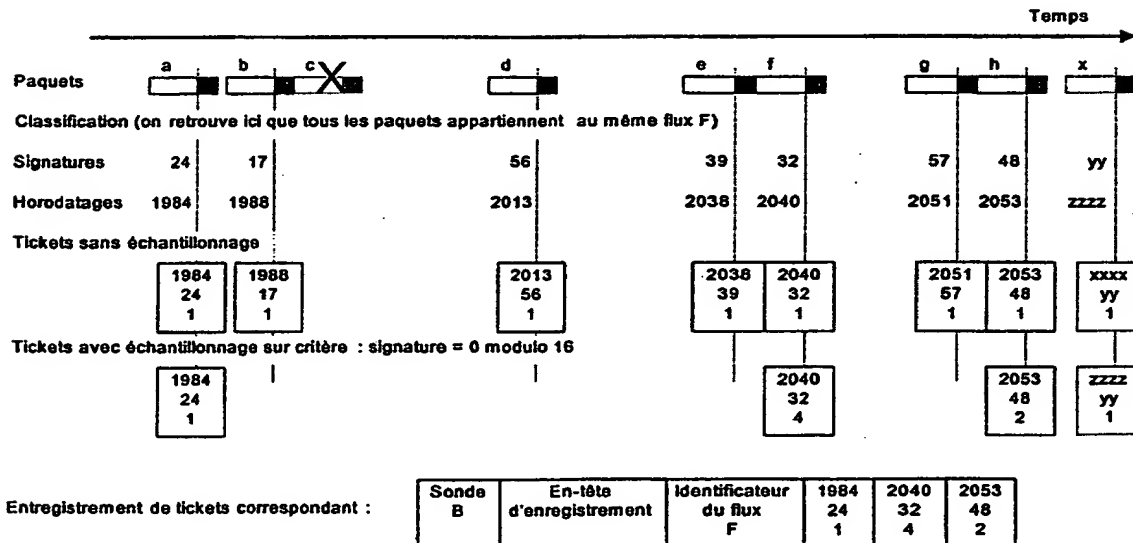 Temps
a b c d e f g h x
Paquets
Classification (on retrouve ici que tous les paquets appartiennent au même flux F)
Signatures 24 17 56 39 32 57 48 yy
Horodatages 1984 1988 2013 2038 2040 2051 2053 zzzz
Tickets sans échantillonnage
1984 1988 2013 2038 2040 2051 2053 xxxx
24 17 56 39 32 57 48 yy
1 1 1 1 1 1 1 1
Tickets avec échantillonnage sur critère : signature = 0 modulo 16
1984 2040 2053 zzzz
24 32 48 yy
1 4 2 1
Entregistrement de tickets correspondant :
Sonde B
En-tête d'enregistrement
Identificateur du flux F
1984 24 1
2040 32 4
2053 48 2